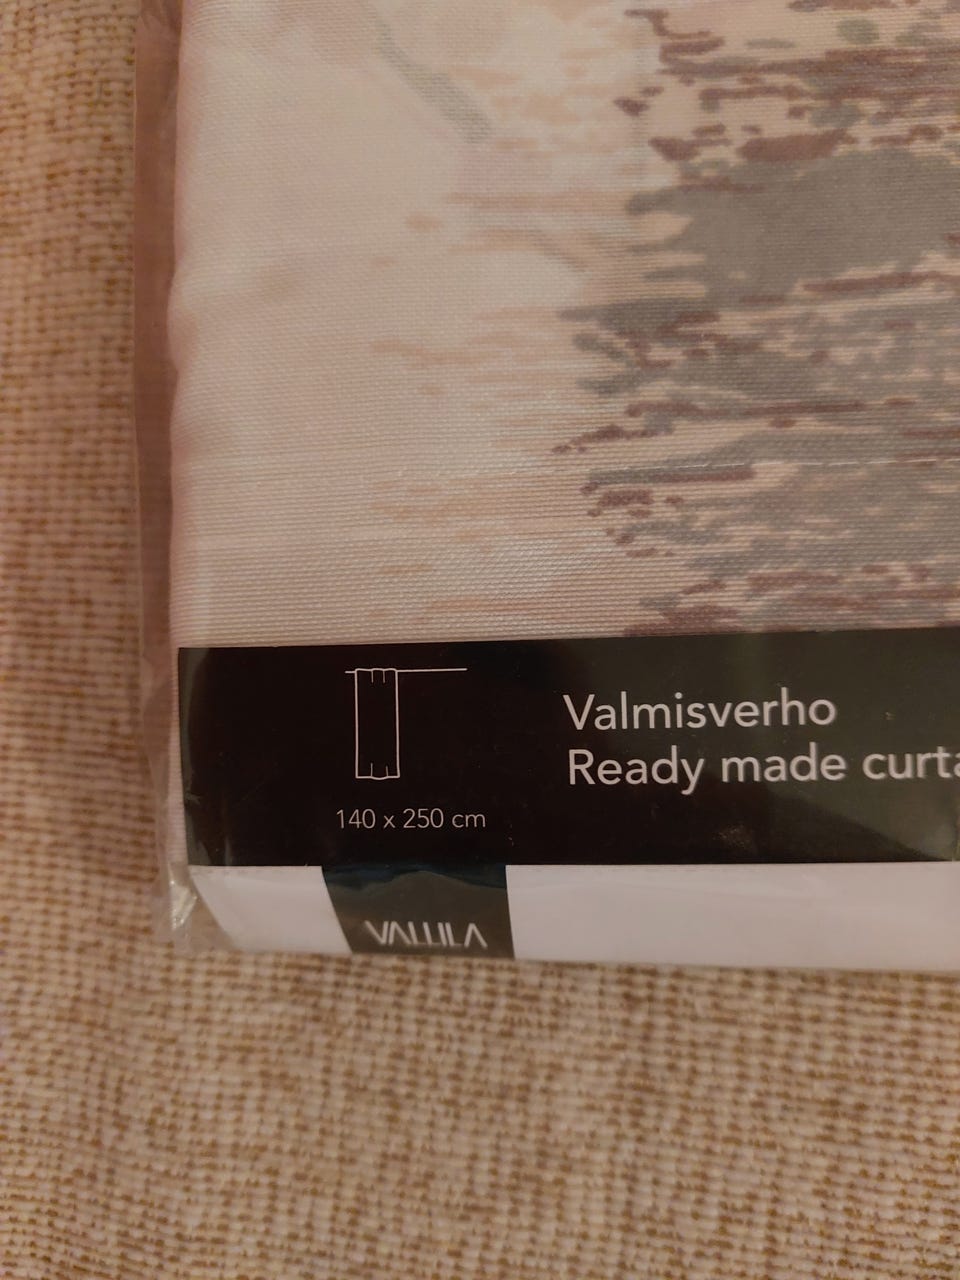 Valmisverho
Ready made curta
140 x 250 cm
VALLILA